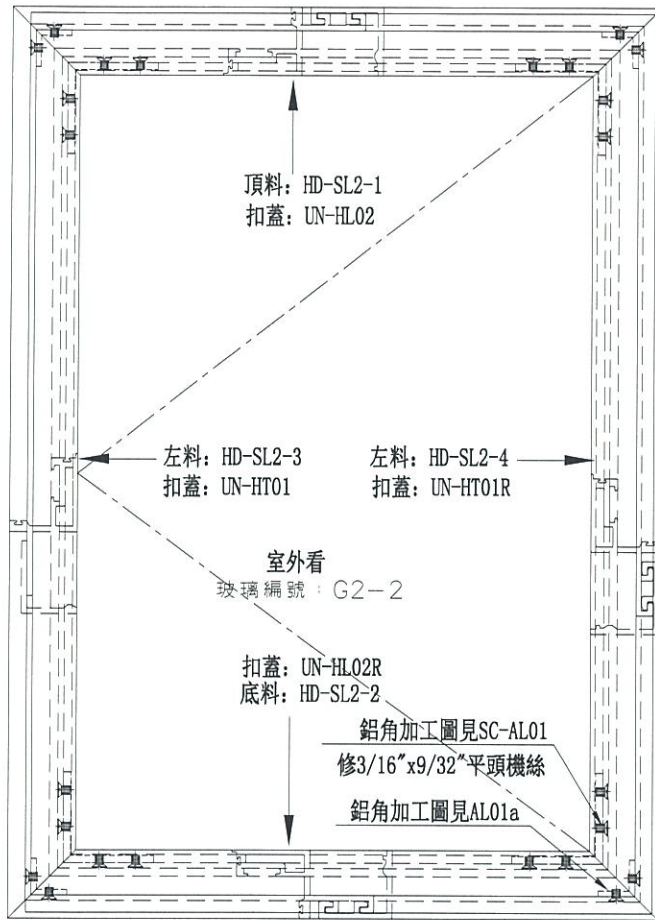 頂料: HD-SL2-1
扣蓋: UN-HL02
左料: HD-SL2-3
扣蓋: UN-HT01
左料: HD-SL2-4
扣蓋: UN-HT01R
室外看
玻璃編號: G2-2
扣蓋: UN-HL02R
底料: HD-SL2-2
鋁角加工圖見SC-AL01
修3/16"x9/32"平頭機絲
鋁角加工圖見AL01a